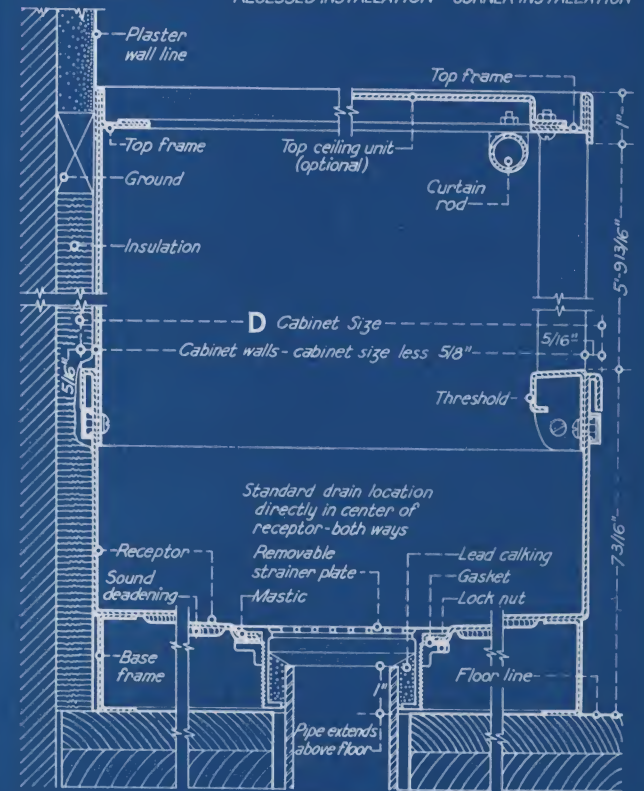 RECESSED INSTALLATION - CORNER INSTALLATION
Plaster
wall line
Top frame
1"
Top frame
Top ceiling unit
(optional)
Ground
Curtain
rod
Insulation
5'-9 13/16"
D Cabinet Size
5/16"
Cabinet walls - cabinet size less 5/8"
5/16"
Threshold
Standard drain location
directly in center of
receptor-both ways
7 3/16"
Receptor
Removable
strainer plate
Lead calking
Sound
deadening
Mastic
Gasket
Lock nut
Base
frame
1"
Floor line
Pipe extends
above floor